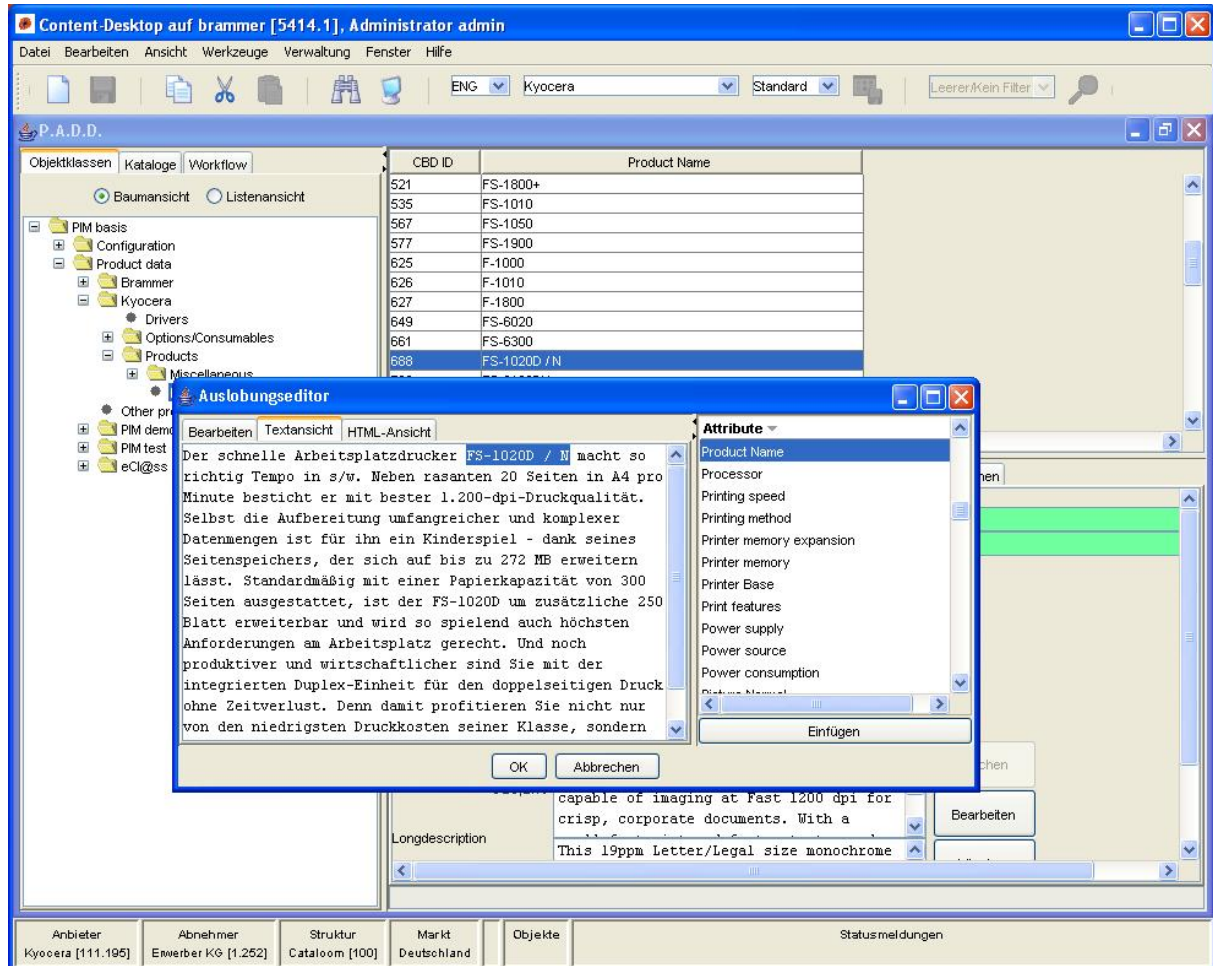 Content-Desktop auf brammer [5414.1], Administrator admin
Datei Bearbeiten Ansicht Werkzeuge Verwaltung Fenster Hilfe
ENG Kyocera Standard Leerer/Kein Filter
P.A.D.D.
Objektklassen Kataloge Workflow
Baumansicht Listenansicht
PIM basis
Configuration
Product data
Brammer
Kyocera
Drivers
Options/Consumables
Products
Miscellaneous
Other pr
PIM demo
PIM test
eCl@ss
CBD ID Product Name
521 FS-1800+
535 FS-1010
567 FS-1050
577 FS-1900
625 F-1000
626 F-1010
627 F-1800
649 FS-6020
661 FS-6300
688 FS-1020D / N
Auslobungseditor
Bearbeiten Textansicht HTML-Ansicht
Der schnelle Arbeitsplatzdrucker FS-1020D / N macht so
richtig Tempo in s/w. Neben rasanten 20 Seiten in A4 pro
Minute besticht er mit bester 1.200-dpi-Druckqualität.
Selbst die Aufbereitung umfangreicher und komplexer
Datenmengen ist für ihn ein Kinderspiel - dank seines
Seitenspeichers, der sich auf bis zu 272 MB erweitern
lässt. Standardmäßig mit einer Papierkapazität von 300
Seiten ausgestattet, ist der FS-1020D um zusätzliche 250
Blatt erweiterbar und wird so spielend auch höchsten
Anforderungen am Arbeitsplatz gerecht. Und noch
produktiver und wirtschaftlicher sind Sie mit der
integrierten Duplex-Einheit für den doppelseitigen Druck
ohne Zeitverlust. Denn damit profitieren Sie nicht nur
von den niedrigsten Druckkosten seiner Klasse, sondern
Attribute
Product Name
Processor
Printing speed
Printing method
Printer memory expansion
Printer memory
Printer Base
Print features
Power supply
Power source
Power consumption
Einfügen
OK Abbrechen
capable of imaging at Fast 1200 dpi for
crisp, corporate documents. With a
Bearbeiten
Longdescription
This 19ppm Letter/Legal size monochrome
Anbieter Abnehmer Struktur Markt Objekte Statusmeldungen
Kyocera [111.195] Erwerber KG [1.252] Cataloom [100] Deutschland